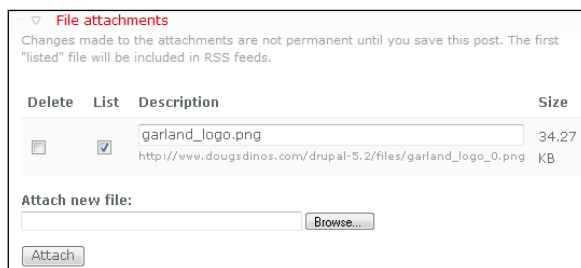 File attachments
Changes made to the attachments are not permanent until you save this post. The first
"listed" file will be included in RSS feeds.
Delete List Description Size
garland_logo.png 34.27
http://www.dougsdinos.com/drupal-5.2/files/garland_logo_0.png KB
Attach new file:
Browse...
Attach